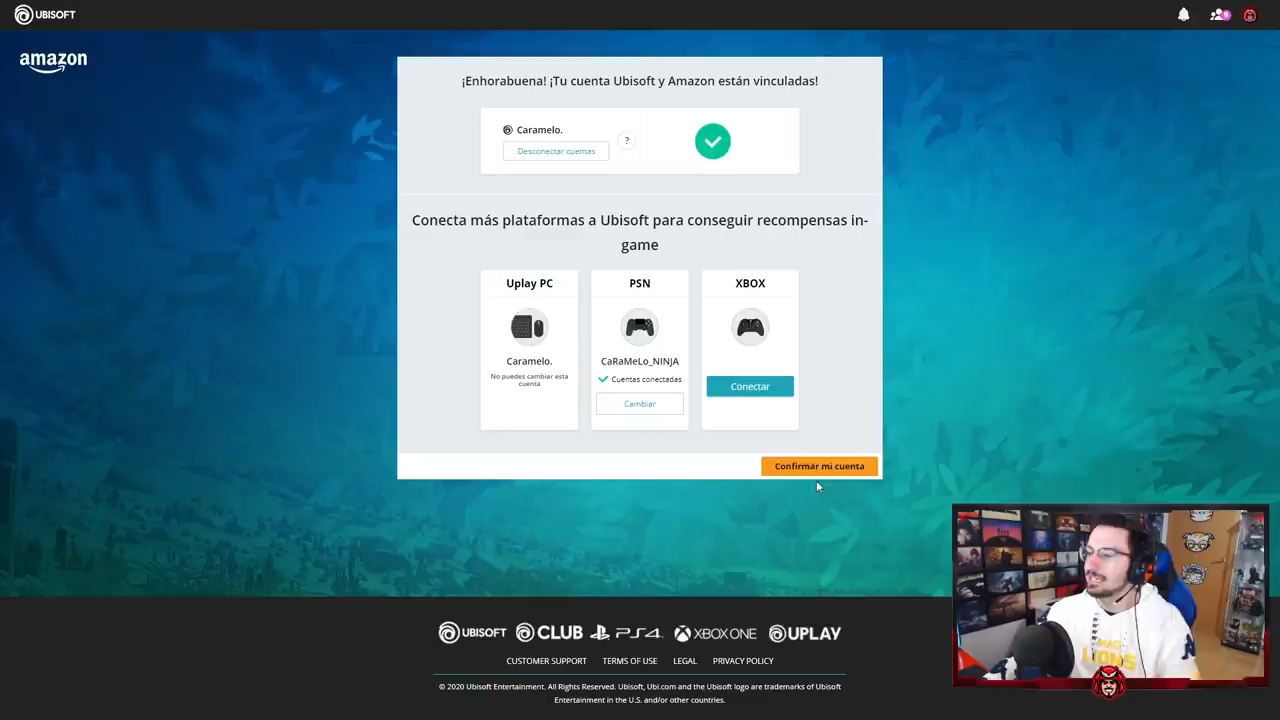 UBISOFT
9
amazon
¡Enhorabuena! ¡Tu cuenta Ubisoft y Amazon están vinculadas!
Caramelo.
Desconectar cuentas
?
Conecta más plataformas a Ubisoft para conseguir recompensas in-
game
Uplay PC
PSN
XBOX
Caramelo.
CaRaMeLo_NINJA
No puedes cambiar esta
cuenta
Cuentas conectadas
Cambiar
Conectar
Confirmar mi cuenta
LIONS
UBISOFT CLUB PS4 XBOX ONE UPLAY
CUSTOMER SUPPORT TERMS OF USE LEGAL PRIVACY POLICY
© 2020 Ubisoft Entertainment. All Rights Reserved. Ubisoft, Ubi.com and the Ubisoft logo are trademarks of Ubisoft
Entertainment in the U.S. and/or other countries.